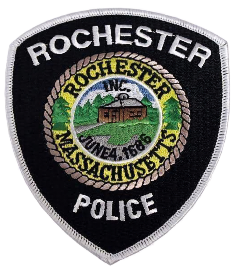 ROCHESTER
ROCHESTER
INC.
JUNE 4, 1686
MASSACHUSETTS
POLICE